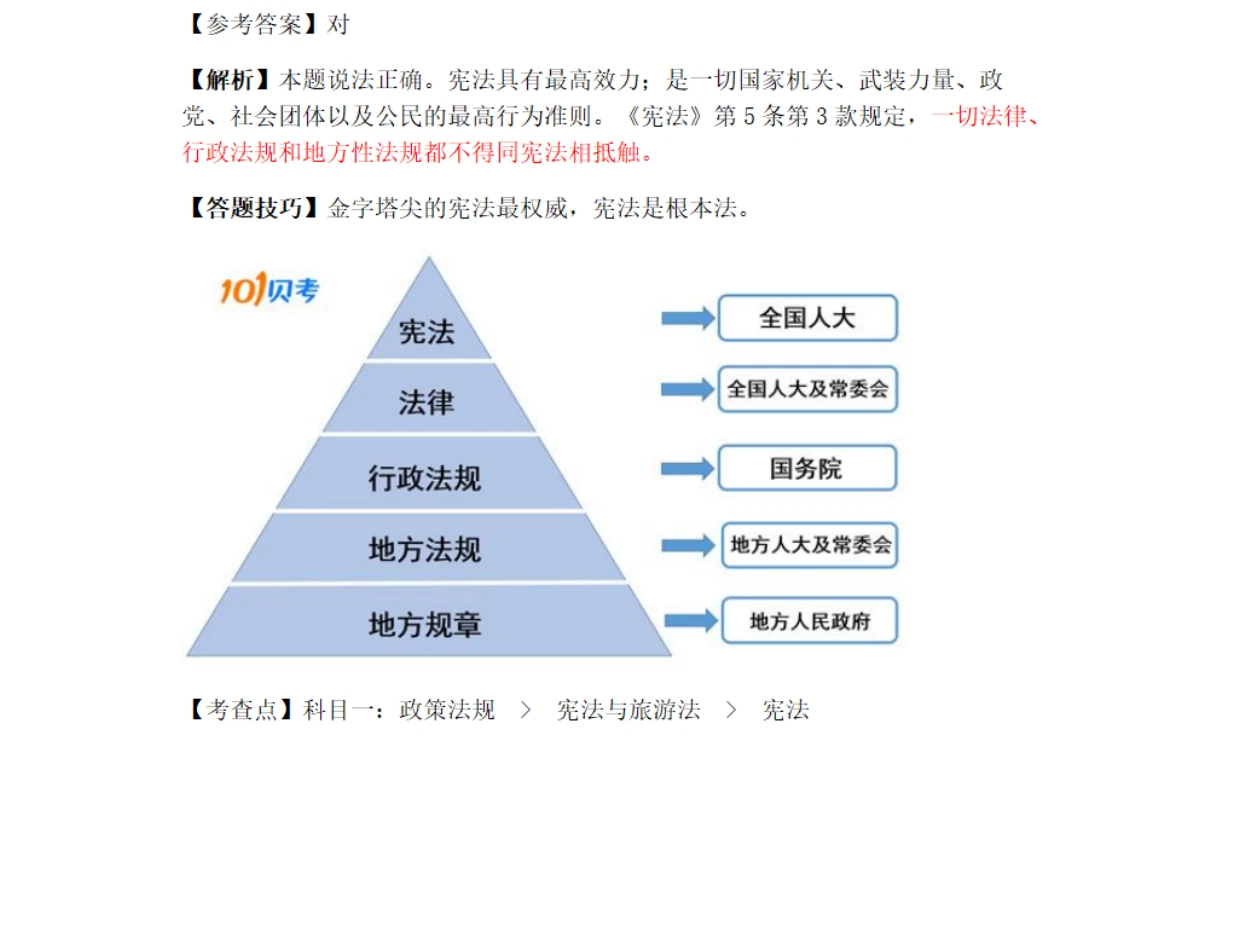 【参考答案】对
【解析】本题说法正确。宪法具有最高效力；是一切国家机关、武装力量、政
党、社会团体以及公民的最高行为准则。《宪法》第 5 条第 3 款规定，一切法律、
行政法规和地方性法规都不得同宪法相抵触。
【答题技巧】金字塔尖的宪法最权威，宪法是根本法。
101贝考
宪法
全国人大
法律
全国人大及常委会
行政法规
国务院
地方法规
地方人大及常委会
地方规章
地方人民政府
【考查点】科目一：政策法规 > 宪法与旅游法 > 宪法